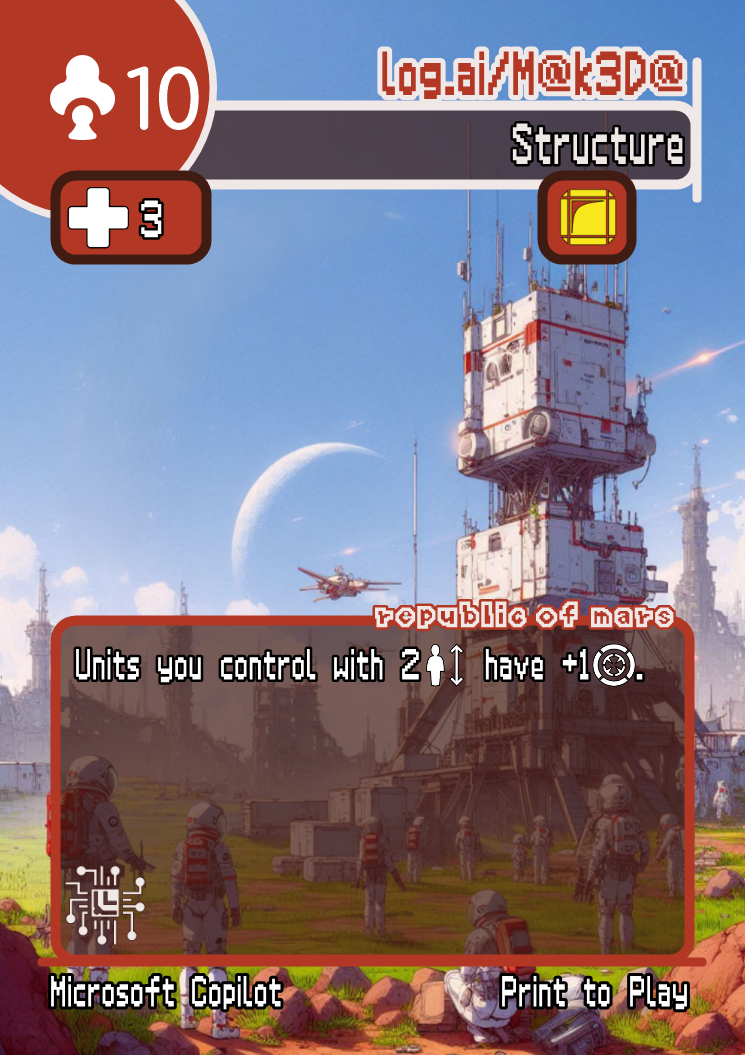 10
log.ai/M@k3D@
Structure
3
republic of mars
Units you control with 2 have +1.
Microsoft Copilot
Print to Play